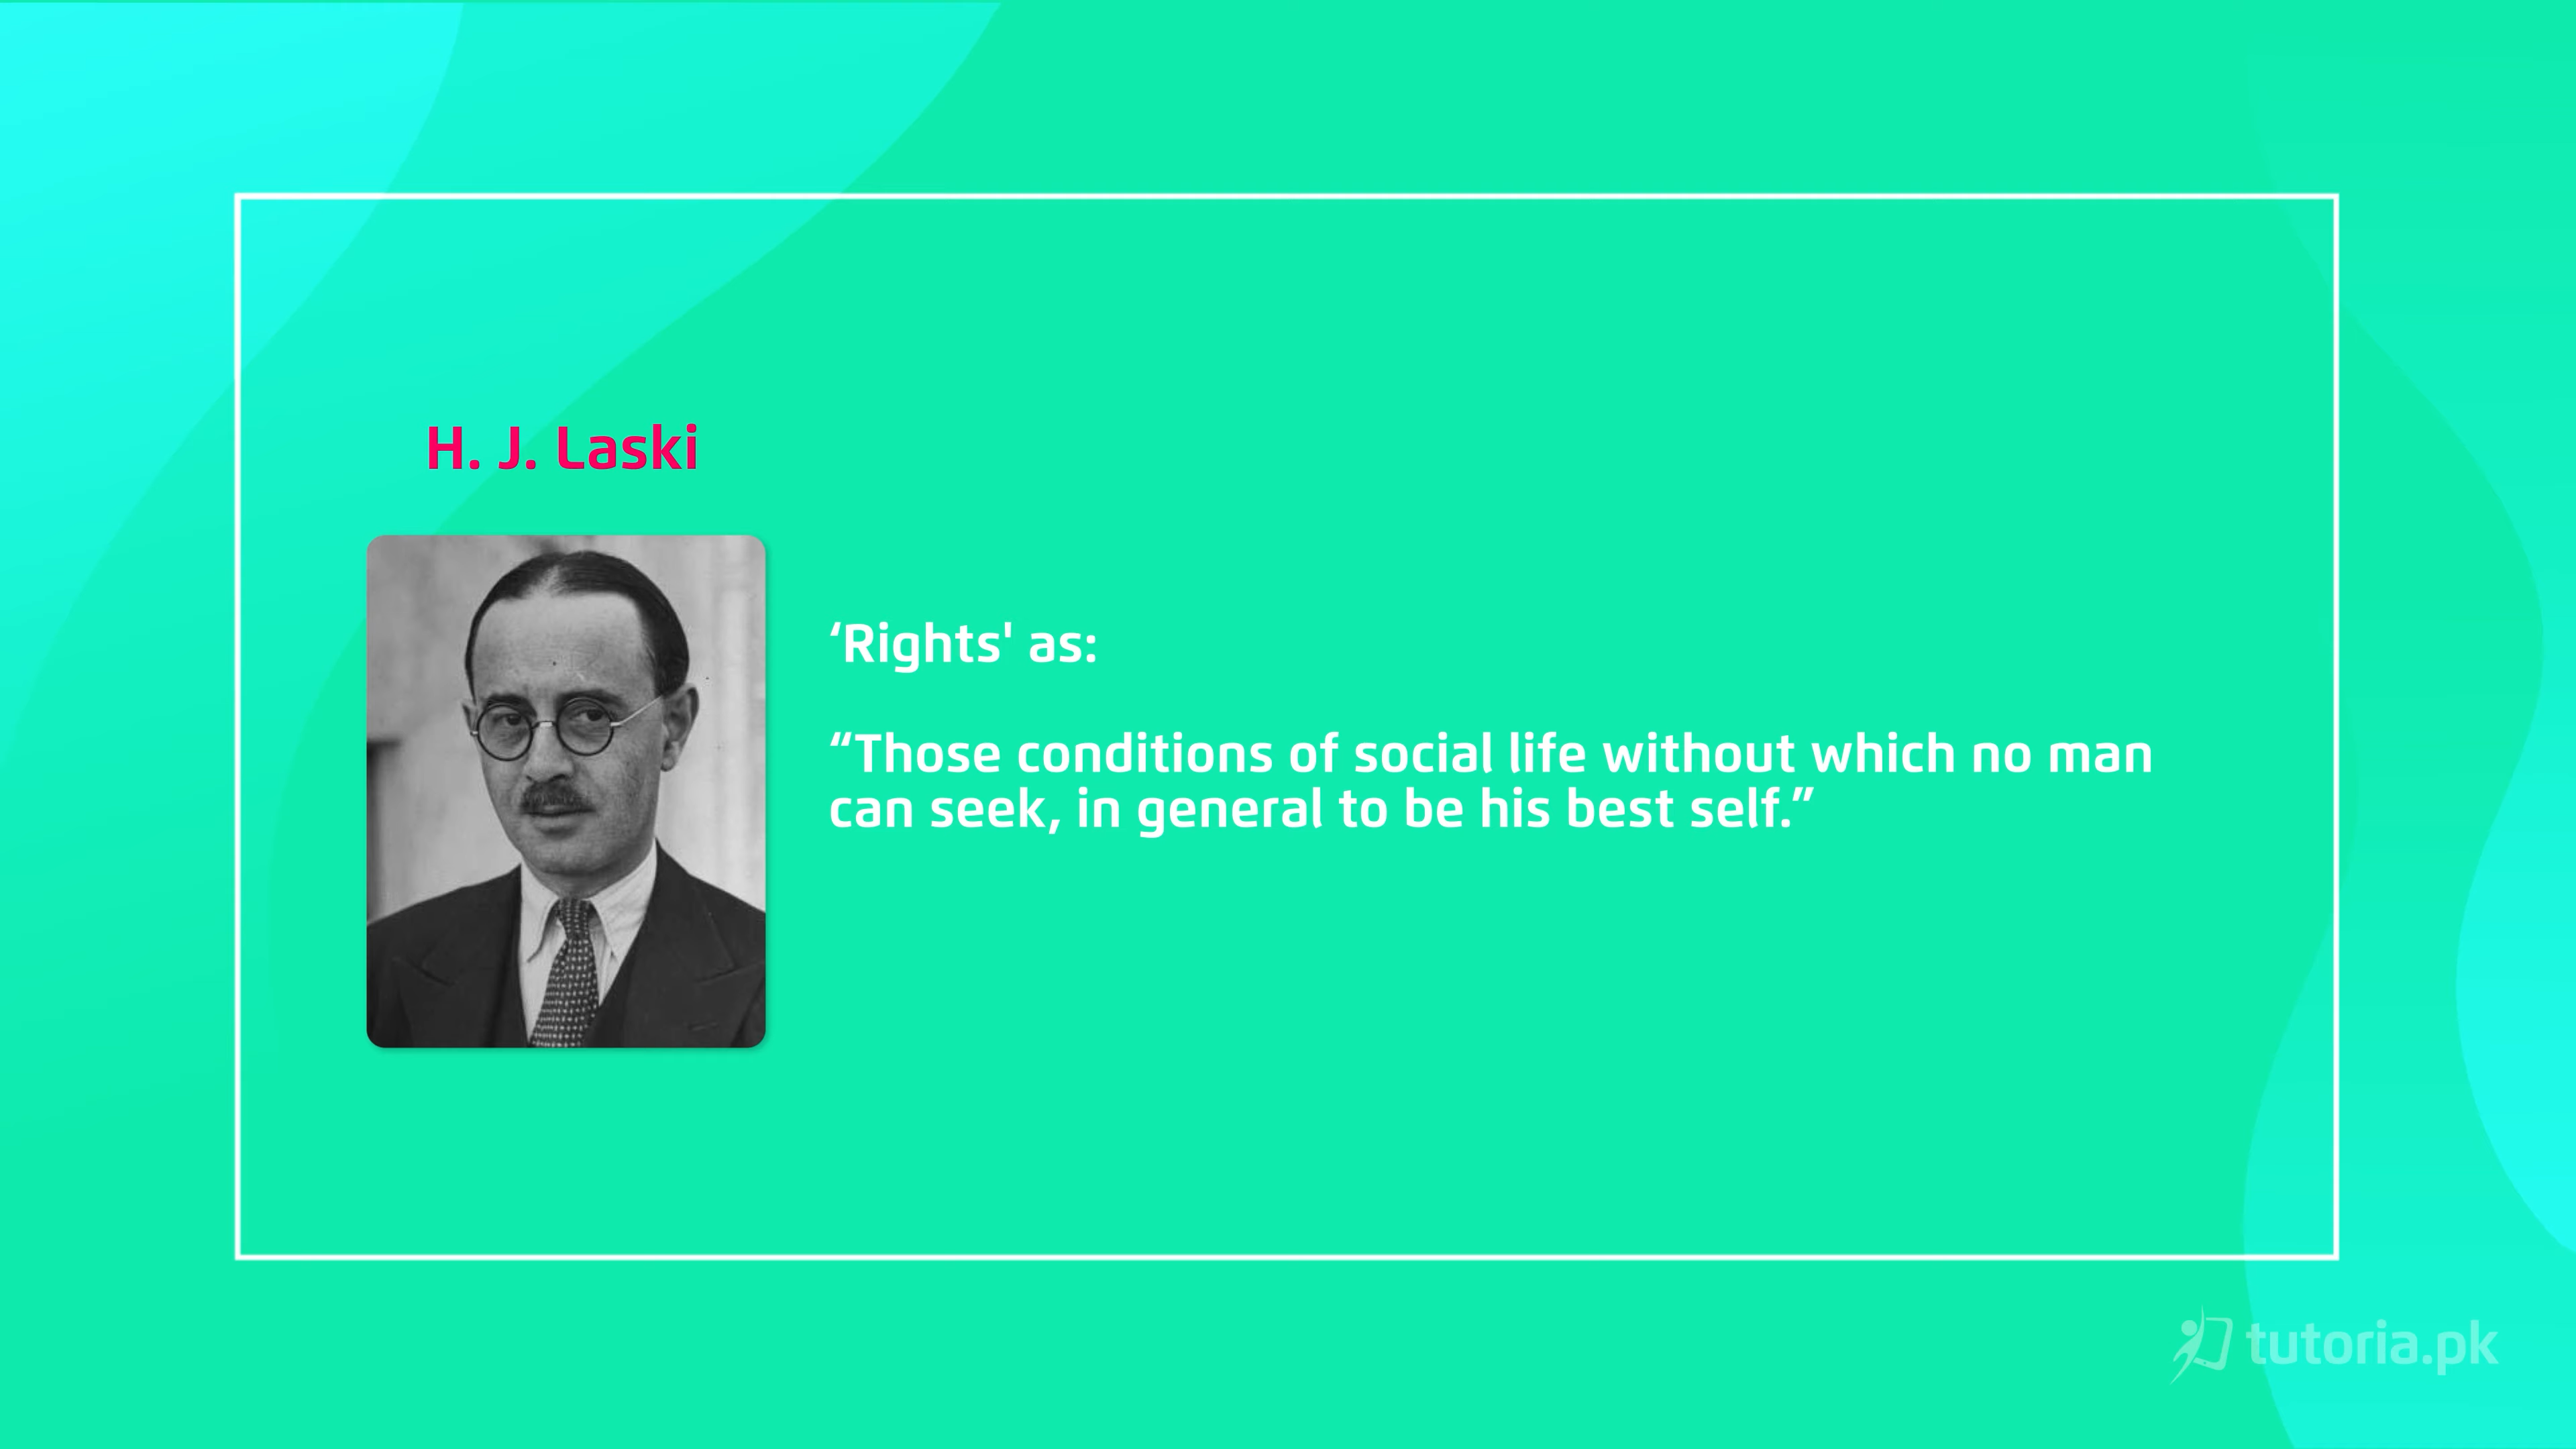 H. J. Laski
‘Rights' as:
“Those conditions of social life without which no man
can seek, in general to be his best self.”
tutoria.pk